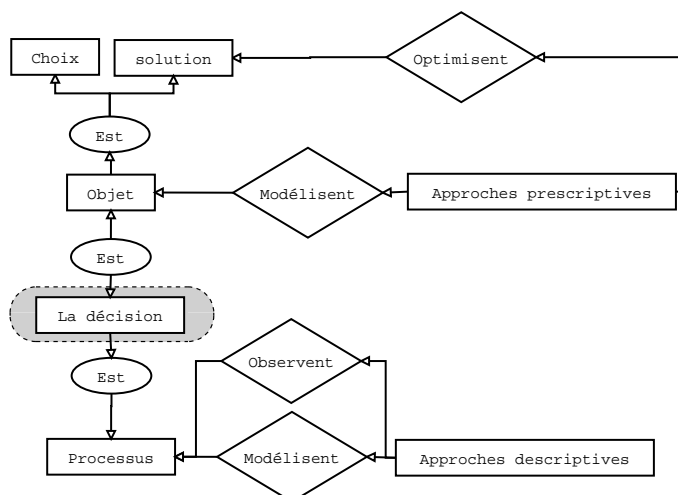 Choix
solution
Optimisent
Est
Objet
Modélisent
Approches prescriptives
Est
La décision
Observent
Est
Processus
Modélisent
Approches descriptives